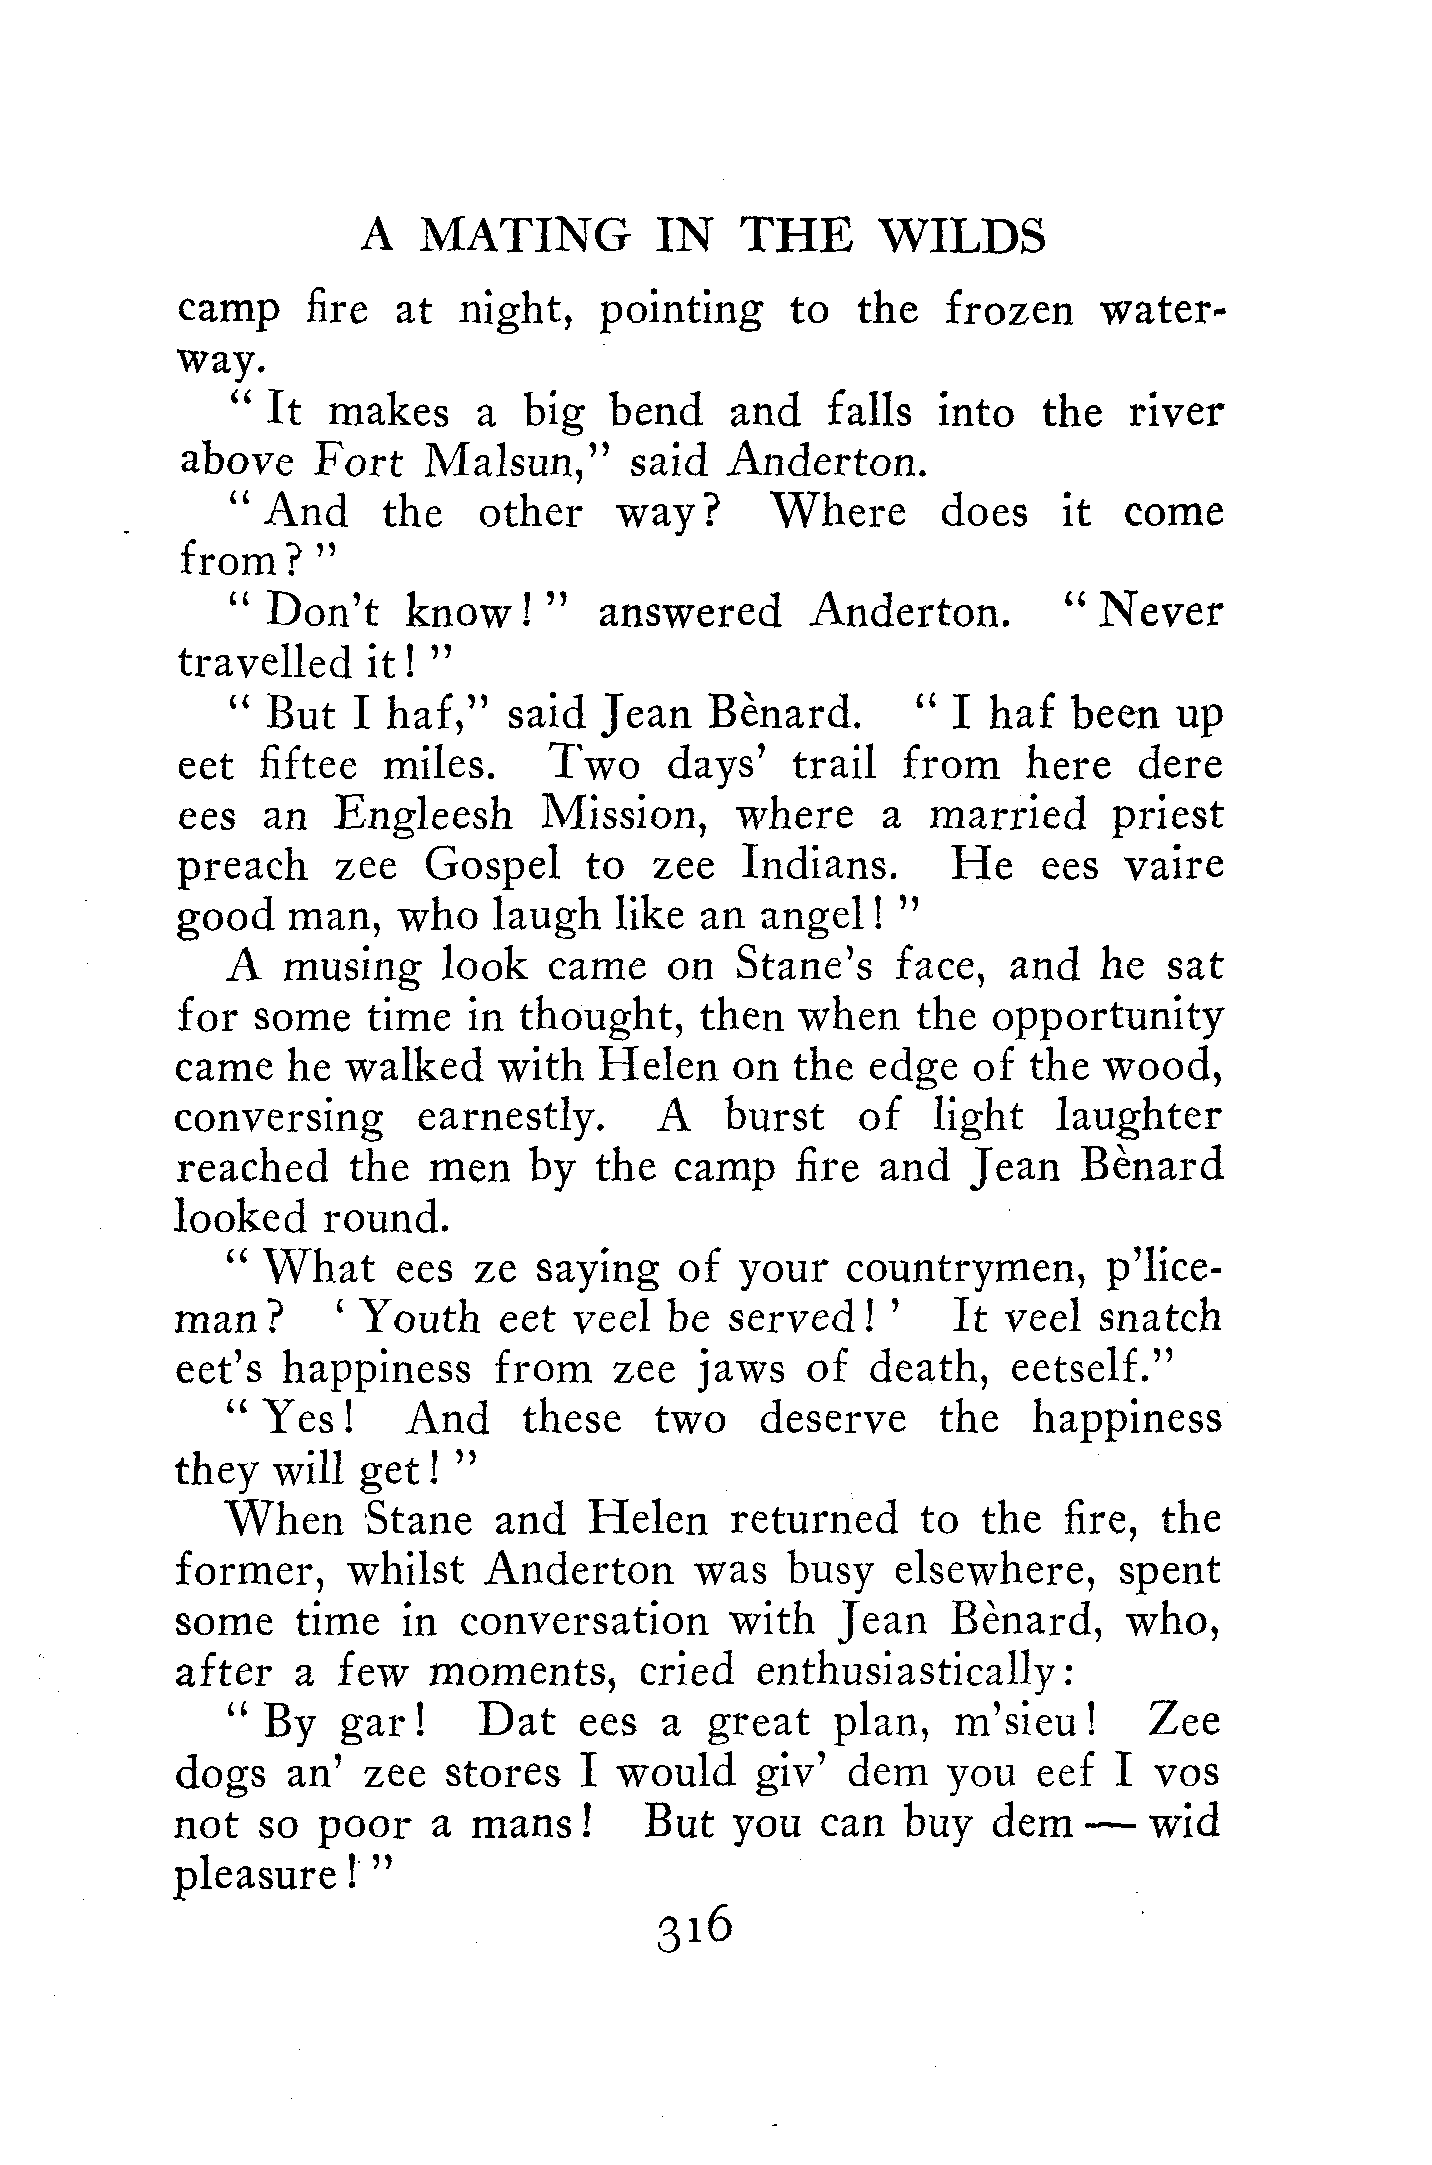 A MATING IN THE WILDS
camp fire at night, pointing to the frozen water-
way.
“ It makes a big bend and falls into the river
above Fort Malsun,” said Anderton.
“ And the other way? Where does it come
from? ”
“ Don't know! ” answered Anderton. “ Never
travelled it! ”
“ But I haf,” said Jean Bènard. “ I haf been up
eet fiftee miles. Two days’ trail from here dere
ees an Engleesh Mission, where a married priest
preach zee Gospel to zee Indians. He ees vaire
good man, who laugh like an angel! ”
A musing look came on Stane’s face, and he sat
for some time in thought, then when the opportunity
came he walked with Helen on the edge of the wood,
conversing earnestly. A burst of light laughter
reached the men by the camp fire and Jean Bènard
looked round.
“ What ees ze saying of your countrymen, p’lice-
man? ‘ Youth eet veel be served! ’ It veel snatch
eet’s happiness from zee jaws of death, eetself.”
“ Yes! And these two deserve the happiness
they will get! ”
When Stane and Helen returned to the fire, the
former, whilst Anderton was busy elsewhere, spent
some time in conversation with Jean Bènard, who,
after a few moments, cried enthusiastically:
“ By gar! Dat ees a great plan, m’sieu! Zee
dogs an’ zee stores I would giv’ dem you eef I vos
not so poor a mans! But you can buy dem — wid
pleasure! ”
316